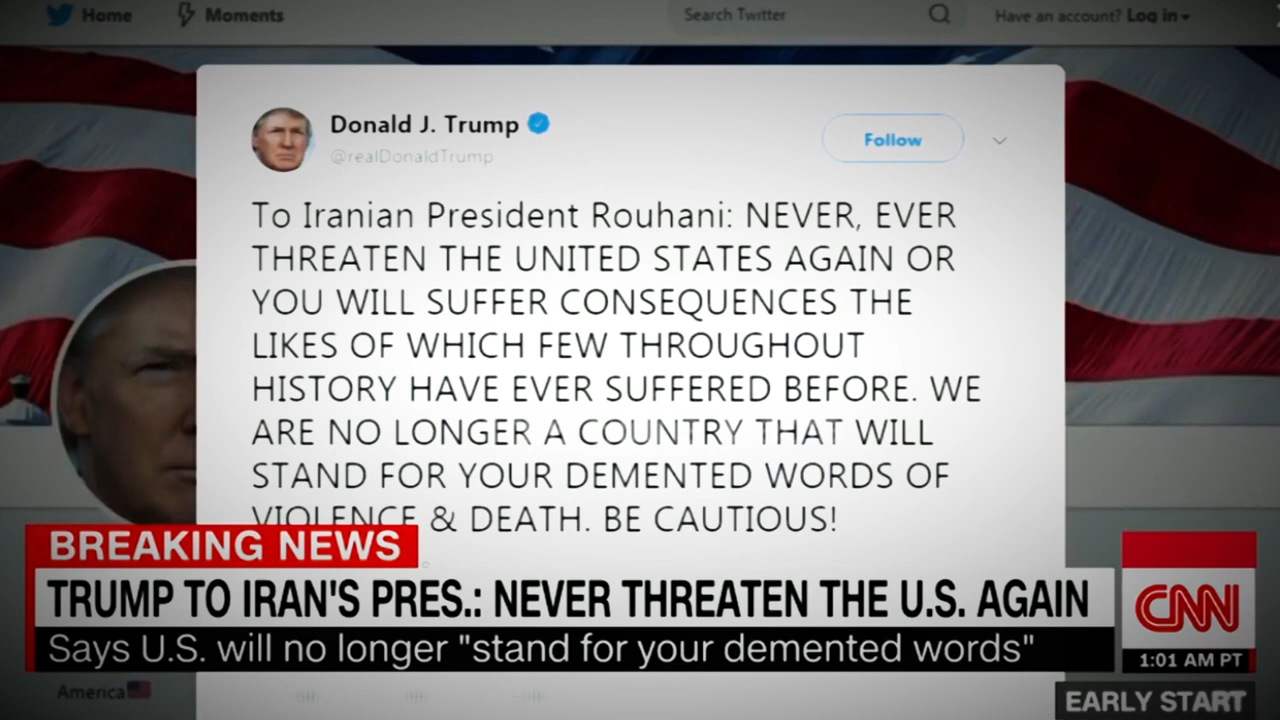 Home Moments Search Twitter Have an account? Log in
Donald J. Trump
@realDonaldTrump
Follow
To Iranian President Rouhani: NEVER, EVER
THREATEN THE UNITED STATES AGAIN OR
YOU WILL SUFFER CONSEQUENCES THE
LIKES OF WHICH FEW THROUGHOUT
HISTORY HAVE EVER SUFFERED BEFORE. WE
ARE NO LONGER A COUNTRY THAT WILL
STAND FOR YOUR DEMENTED WORDS OF
VIOLENCE & DEATH. BE CAUTIOUS!
BREAKING NEWS
TRUMP TO IRAN'S PRES.: NEVER THREATEN THE U.S. AGAIN
Says U.S. will no longer "stand for your demented words"
CNN
1:01 AM PT
America
EARLY START